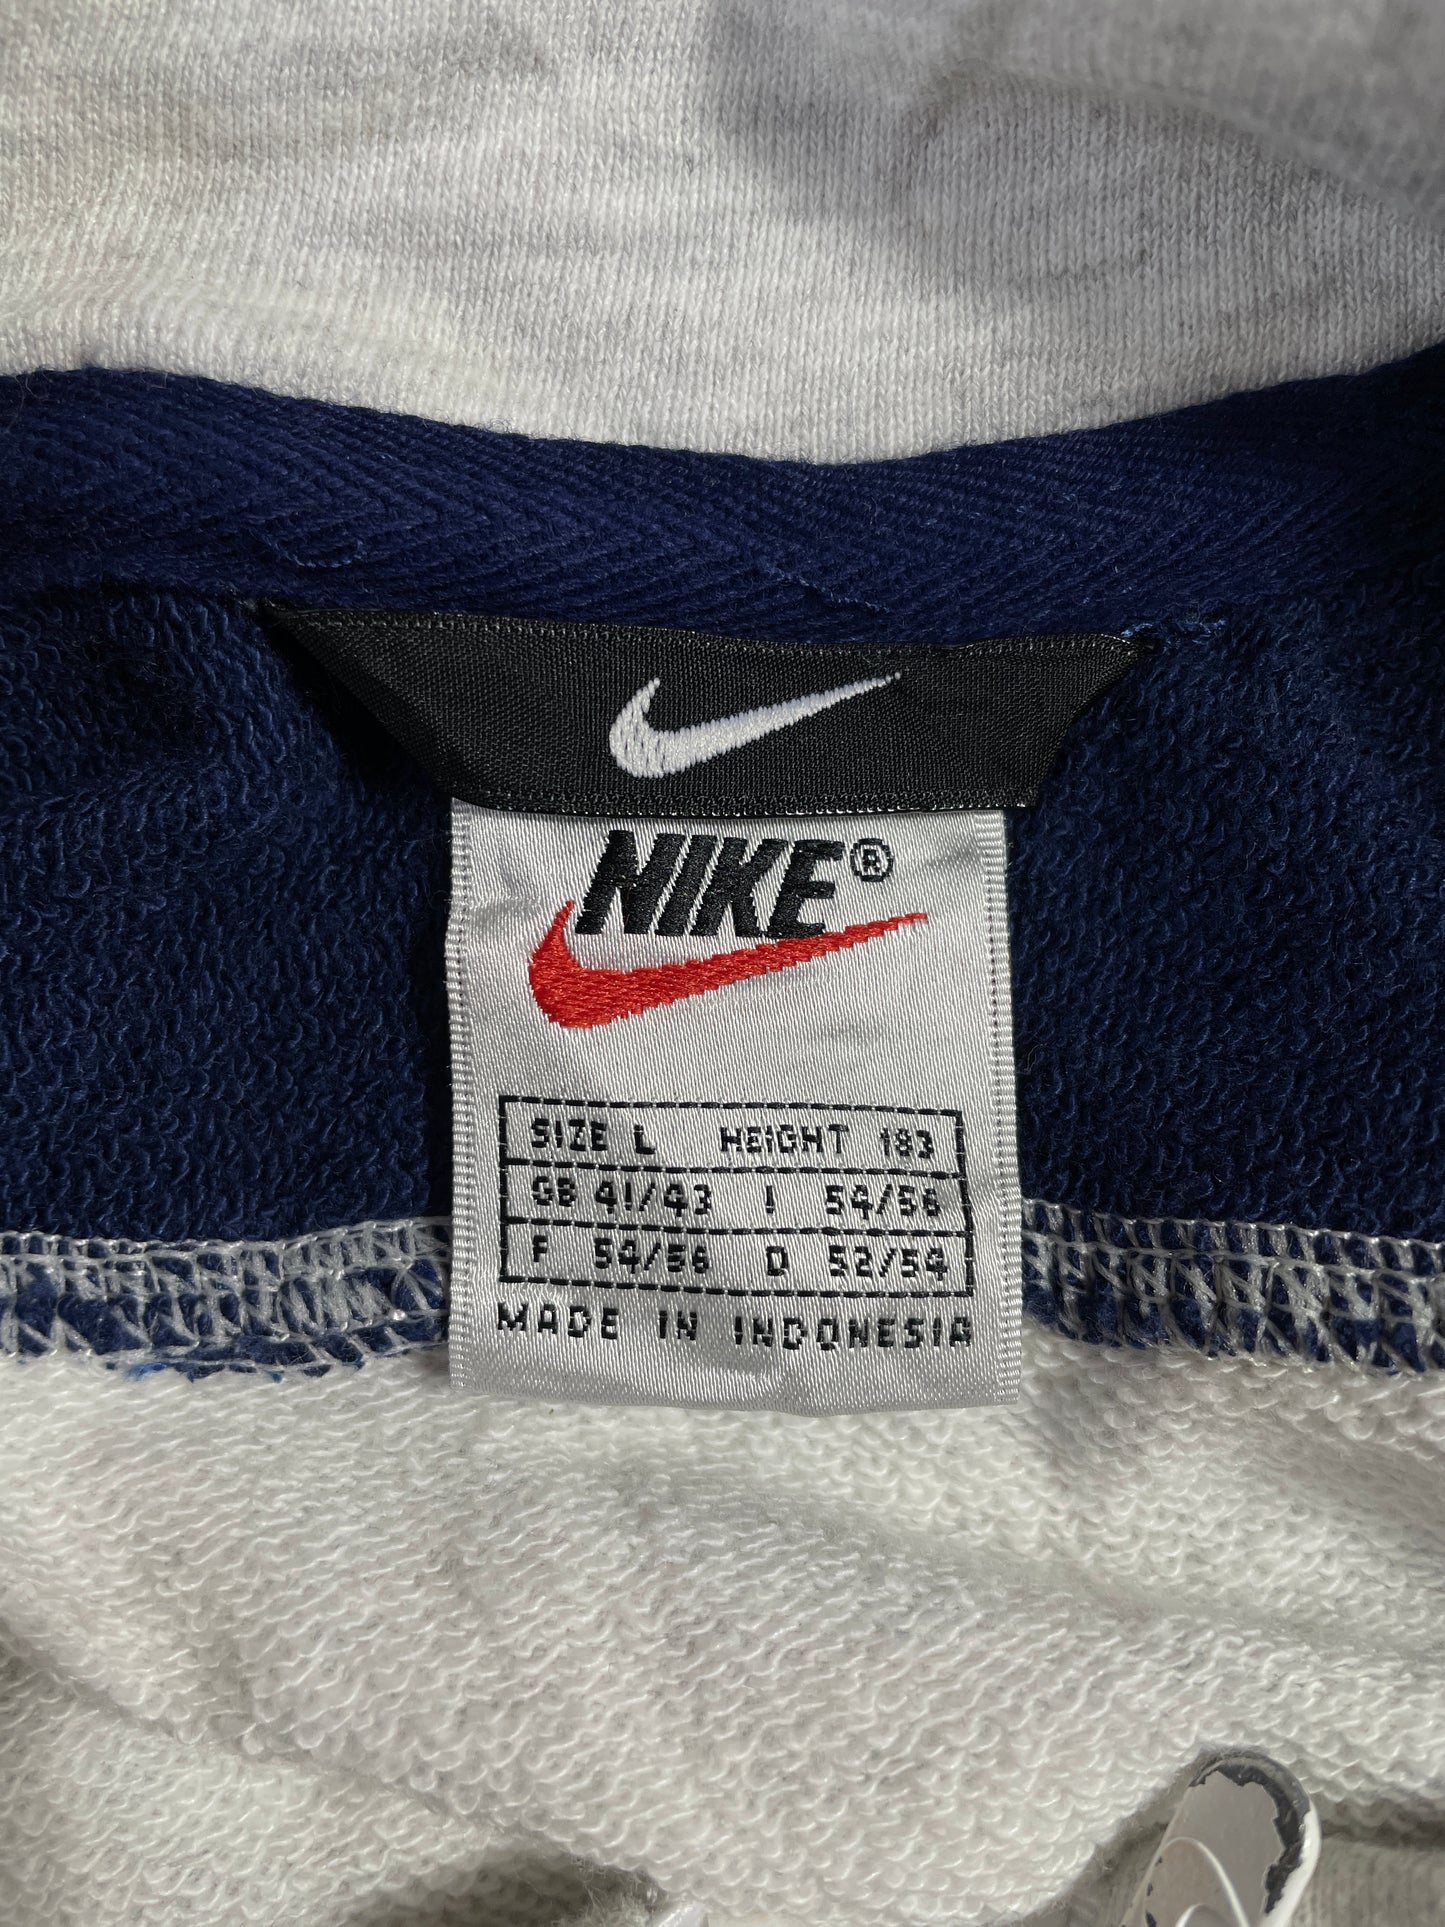 NIKE®
SIZE L HEIGHT 183
GB 41/43 I 54/56
F 54/56 D 52/54
MADE IN INDONESIA